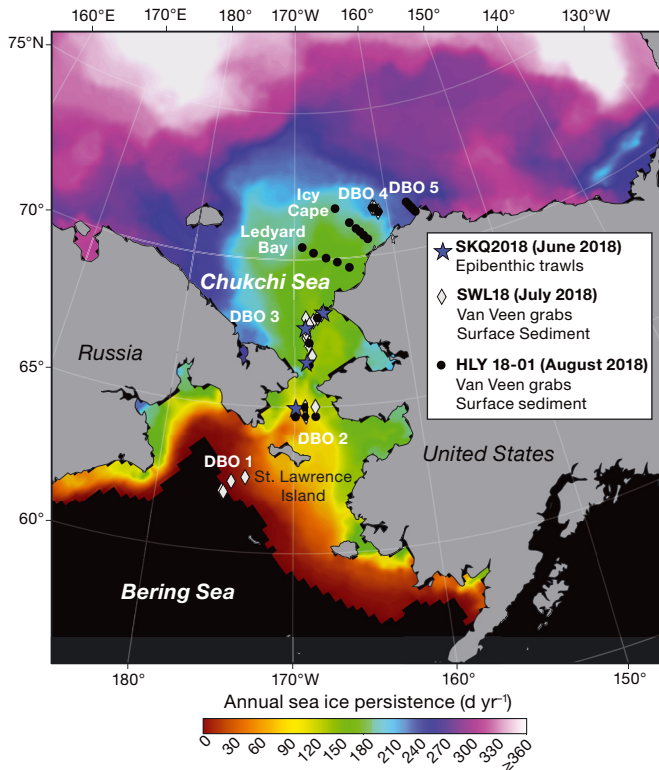 160°E 170°E 180° 170°W 160° 150° 140° 130°W
75°N
70°
65°
60°
Icy
Cape
DBO 4
DBO 5
Ledyard
Bay
Chukchi Sea
DBO 3
Russia
DBO 2
DBO 1
St. Lawrence
Island
United States
Bering Sea
SKQ2018 (June 2018)
Epibenthic trawls
SWL18 (July 2018)
Van Veen grabs
Surface Sediment
HLY 18-01 (August 2018)
Van Veen grabs
Surface sediment
180° 170°W 160° 150°
Annual sea ice persistence (d yr⁻¹)
0 30 60 90 120 150 180 210 240 270 300 330 ≥360